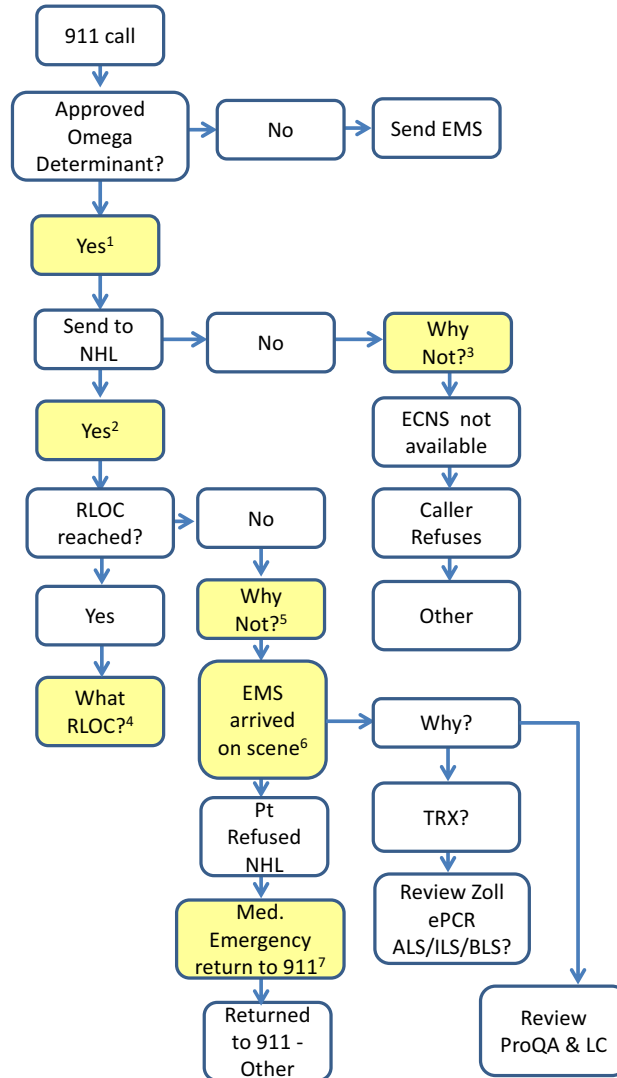 911 call
Approved
Omega
Determinant?
No
Send EMS
Yes¹
Send to
NHL
No
Why
Not?³
Yes²
ECNS not
available
RLOC
reached?
No
Caller
Refuses
Yes
Why
Not?⁵
Other
What
RLOC?⁴
EMS
arrived
on scene⁶
Why?
Pt
Refused
NHL
TRX?
Med.
Emergency
return to 911⁷
Review Zoll
ePCR
ALS/ILS/BLS?
Returned
to 911 -
Other
Review
ProQA & LC